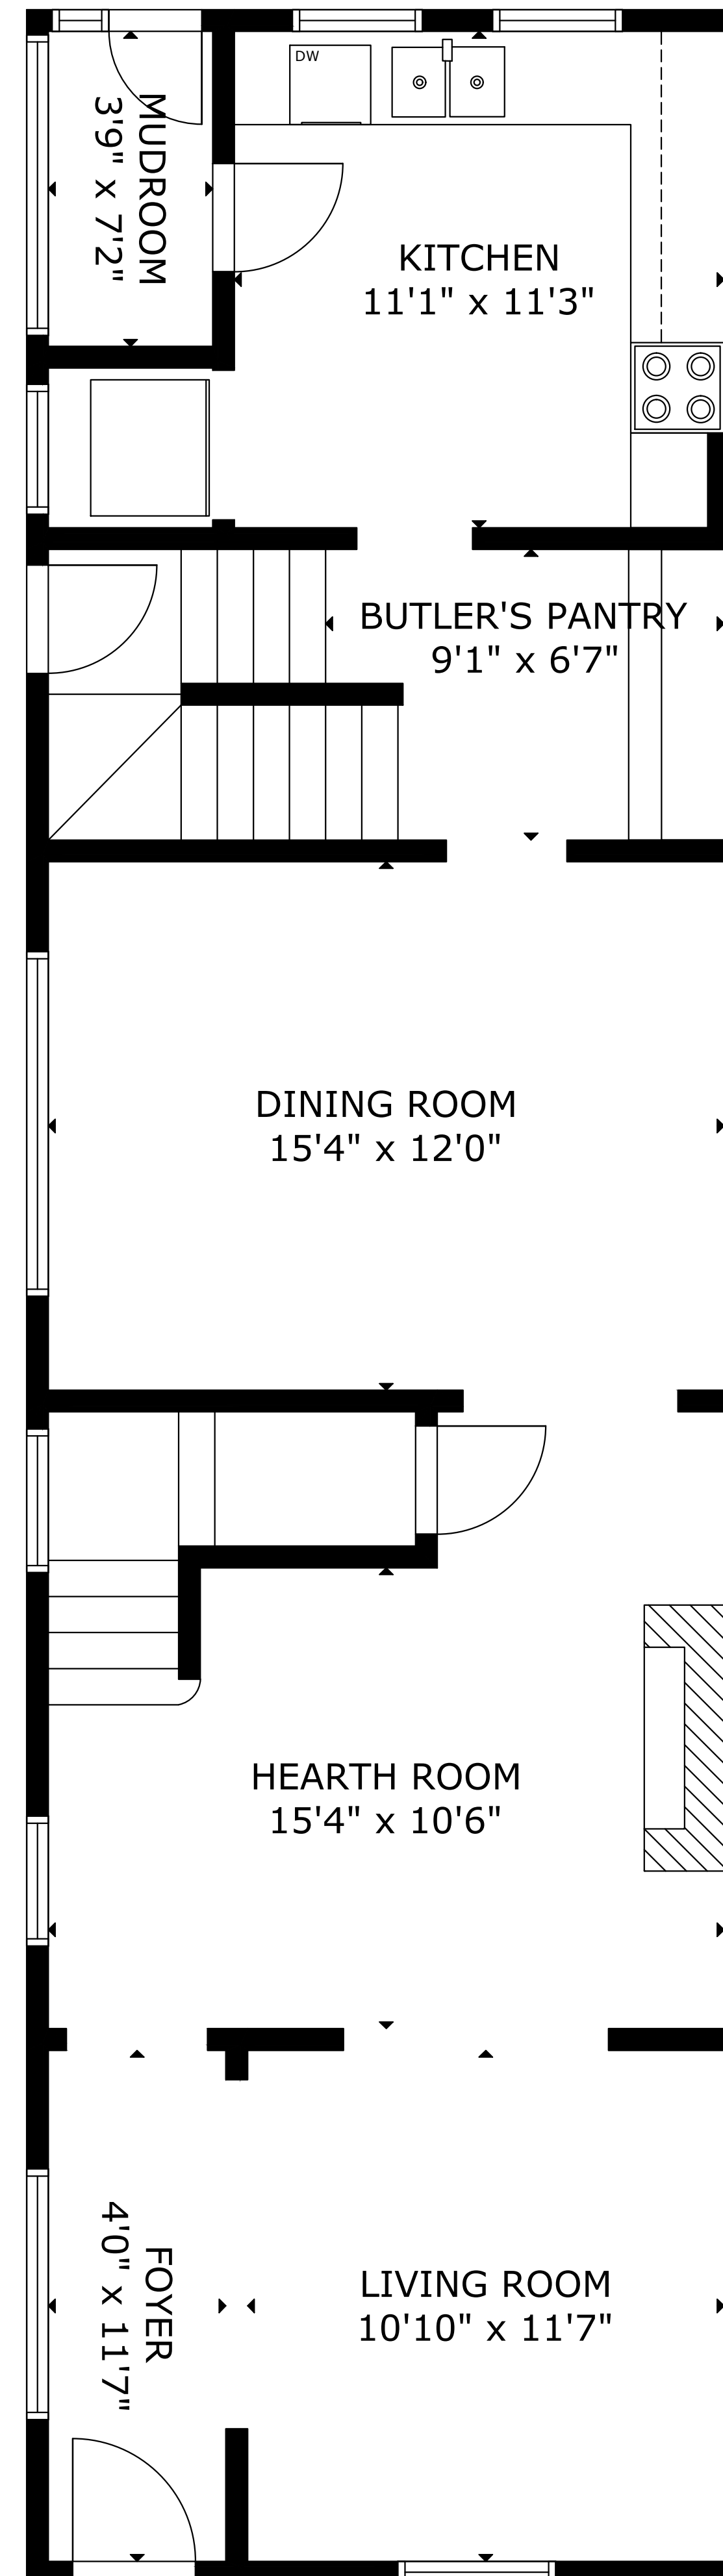 DW
MUDROOM
3'9" x 7'2"
KITCHEN
11'1" x 11'3"
BUTLER'S PANTRY
9'1" x 6'7"
DINING ROOM
15'4" x 12'0"
HEARTH ROOM
15'4" x 10'6"
FOYER
4'0" x 11'7"
LIVING ROOM
10'10" x 11'7"